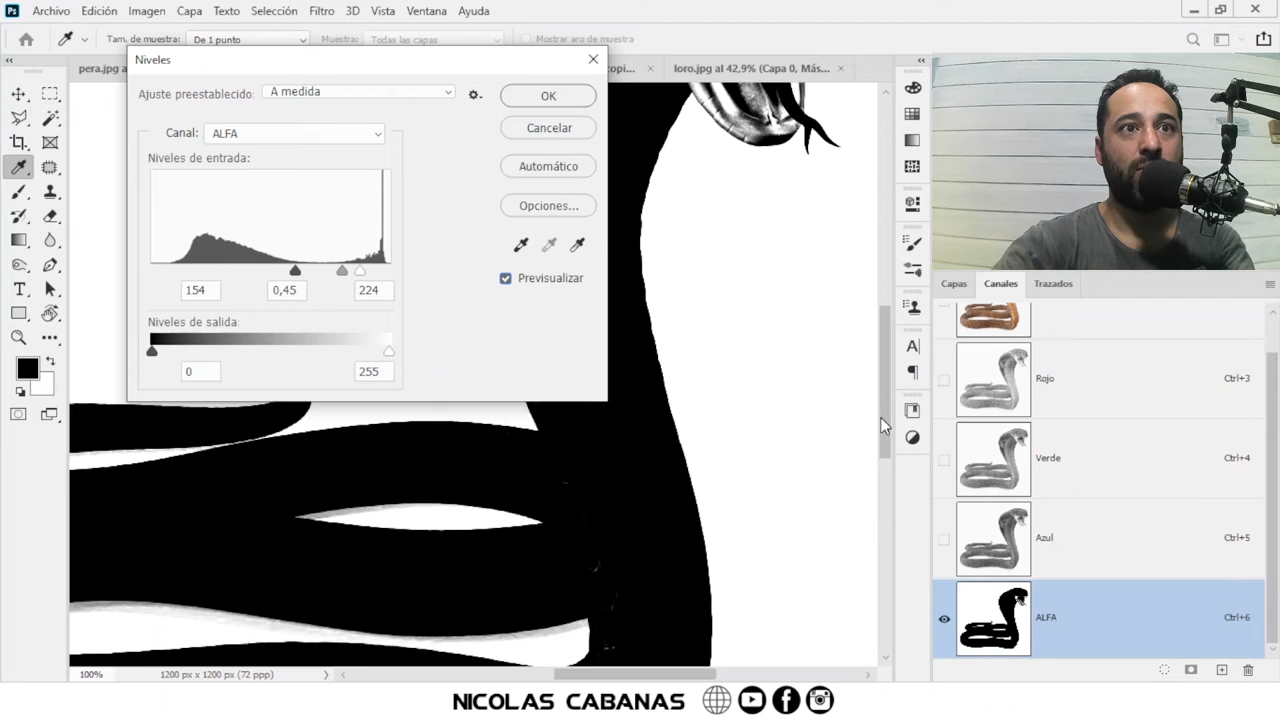 Ps Archivo Edición Imagen Capa Texto Selección Filtro 3D Vista Ventana Ayuda
Tam. de muestra: De 1 punto Muestra: Todas las capas Mostrar aro de muestra
pera.jpg a copi... loro.jpg al 42,9% (Capa 0, Más...
Niveles
Ajuste preestablecido: A medida
OK
Canal: ALFA
Cancelar
Niveles de entrada:
Automático
Opciones...
Previsualizar
154 0,45 224
Niveles de salida:
0 255
Capas Canales Trazados
Rojo Ctrl+3
Verde Ctrl+4
Azul Ctrl+5
ALFA Ctrl+6
100% 1200 px x 1200 px (72 ppp)
NICOLAS CABANAS